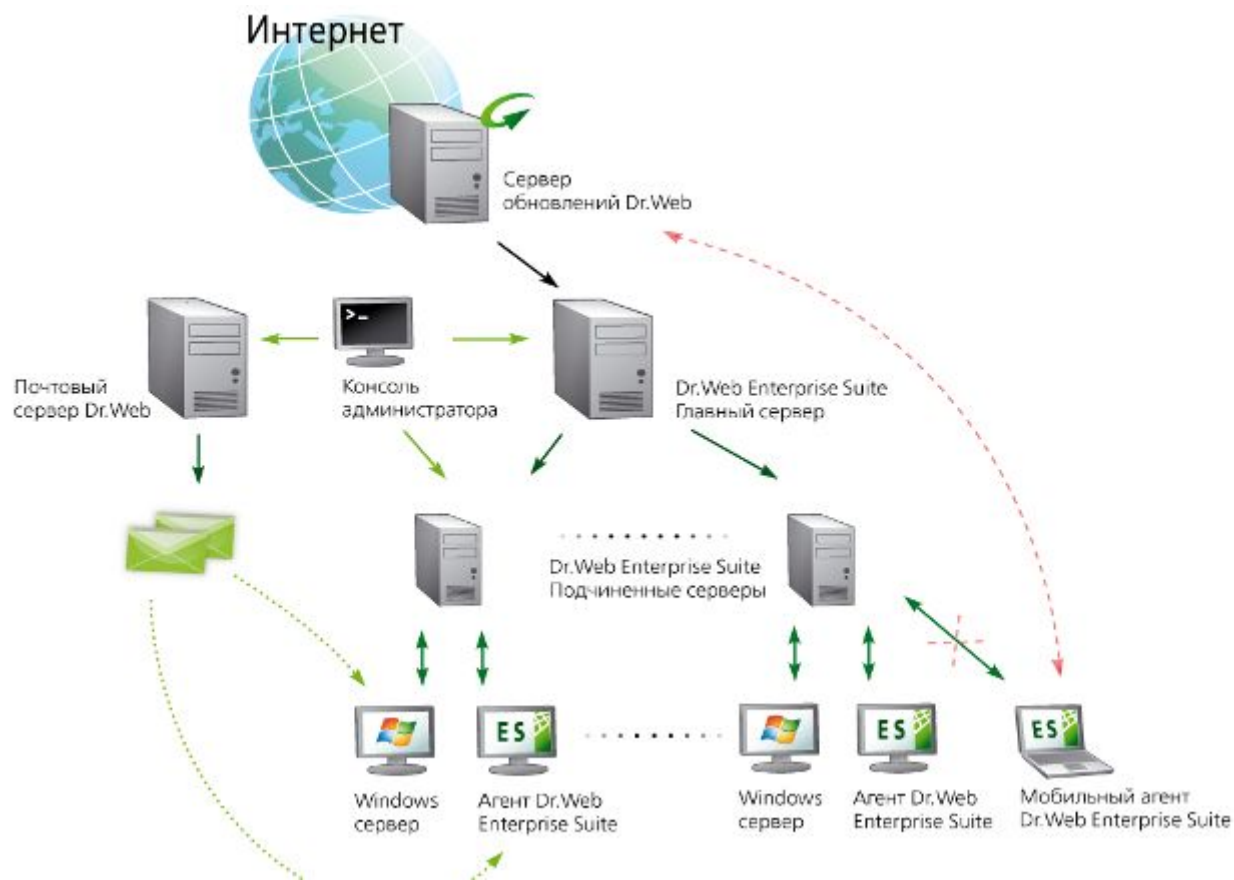 Интернет
Сервер
обновлений Dr.Web
Почтовый
сервер Dr.Web
>_
Консоль
администратора
Dr.Web Enterprise Suite
Главный сервер
Dr.Web Enterprise Suite
Подчиненные серверы
ES
ES
ES
Windows
сервер
Агент Dr.Web
Enterprise Suite
Windows
сервер
Агент Dr.Web
Enterprise Suite
Мобильный агент
Dr.Web Enterprise Suite